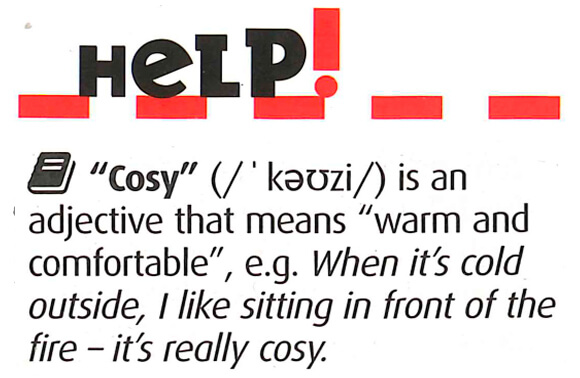 HELP!
"Cosy" (/ ˈkəʊzi/) is an
adjective that means "warm and
comfortable", e.g. When it's cold
outside, I like sitting in front of the
fire – it's really cosy.